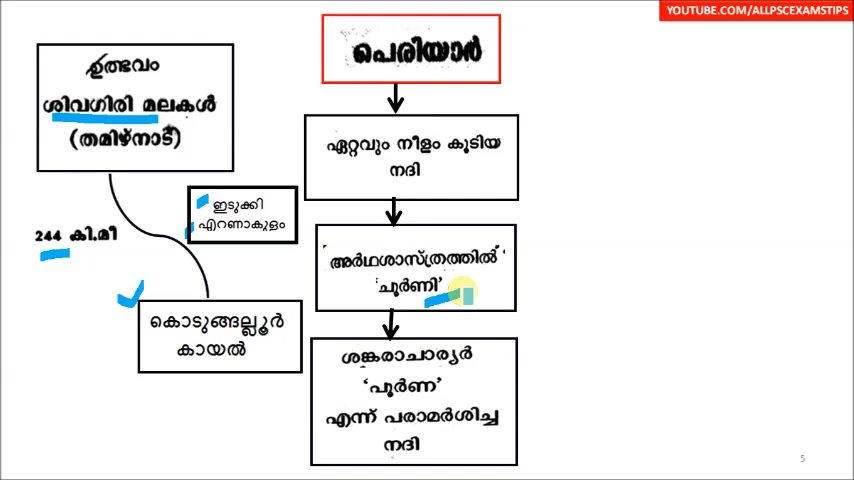 YOUTUBE.COM/ALLPSCEXAMSTIPS
പെരിയാർ
ഉത്ഭവം
ശിവഗിരി മലകൾ
(തമിഴ്നാട്)
ഏറ്റവും നീളം കൂടിയ
നദി
ഇടുക്കി
എറണാകുളം
244 കി.മീ
'അർഥശാസ്ത്രത്തിൽ'
'ചൂർണി'
കൊടുങ്ങല്ലൂർ
കായൽ
ശങ്കരാചാര്യർ
'പൂർണ'
എന്ന് പരാമർശിച്ച
നദി
5